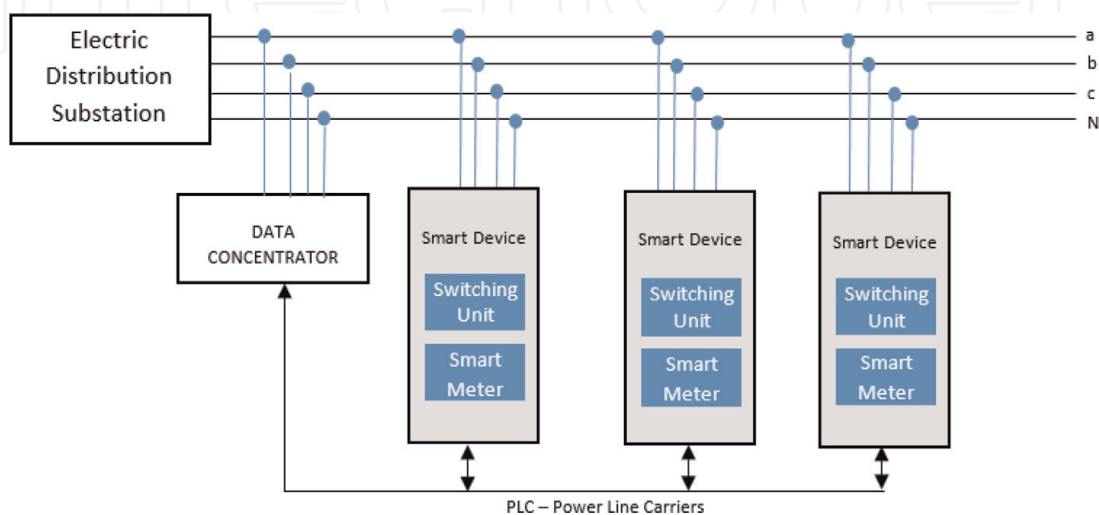 Electric
Distribution
Substation
a
b
c
N
DATA
CONCENTRATOR
Smart Device
Switching
Unit
Smart
Meter
Smart Device
Switching
Unit
Smart
Meter
Smart Device
Switching
Unit
Smart
Meter
PLC – Power Line Carriers